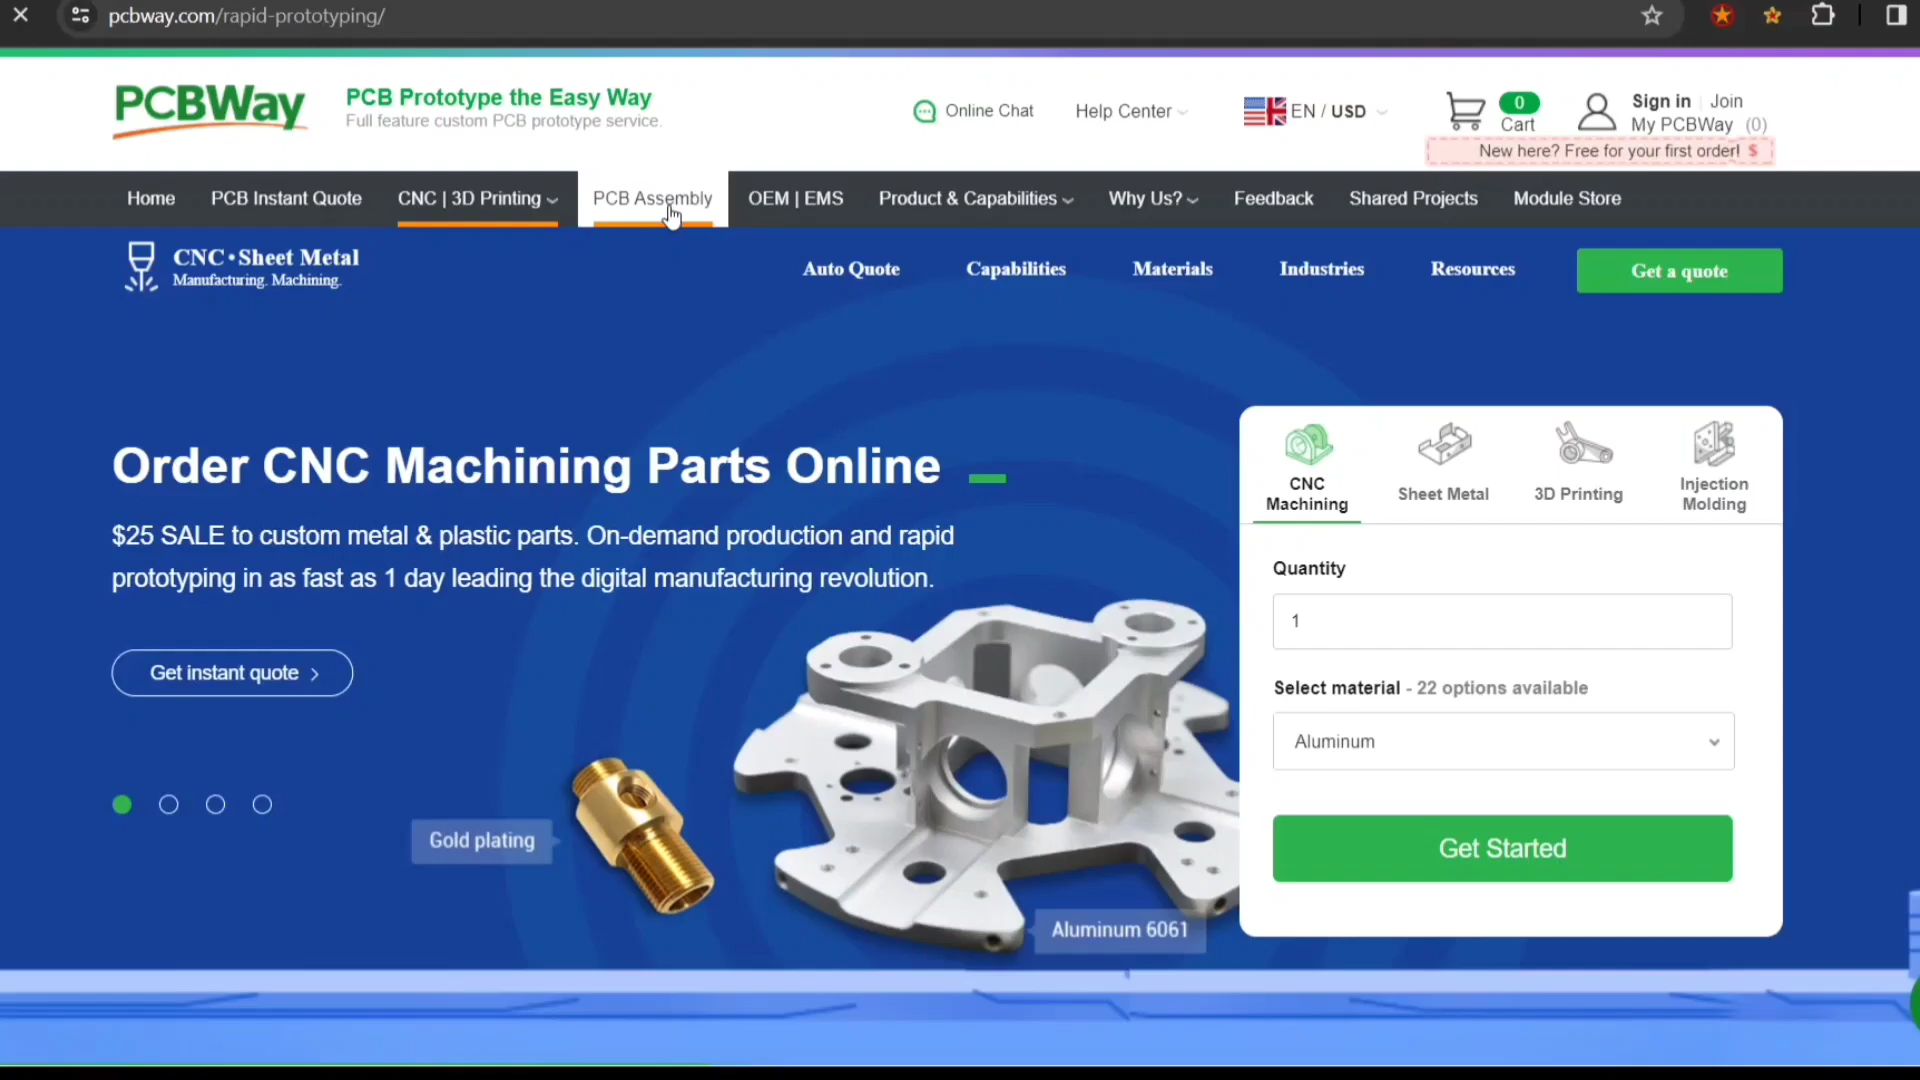 pcbway.com/rapid-prototyping/
PCBWay
PCB Prototype the Easy Way
Full feature custom PCB prototype service.
Online Chat
Help Center
EN / USD
0
Cart
Sign in | Join
My PCBWay (0)
New here? Free for your first order! $
Home
PCB Instant Quote
CNC | 3D Printing
PCB Assembly
OEM | EMS
Product & Capabilities
Why Us?
Feedback
Shared Projects
Module Store
CNC•Sheet Metal
Manufacturing. Machining.
Auto Quote
Capabilities
Materials
Industries
Resources
Get a quote
Order CNC Machining Parts Online
$25 SALE to custom metal & plastic parts. On-demand production and rapid
prototyping in as fast as 1 day leading the digital manufacturing revolution.
Get instant quote >
Gold plating
Aluminum 6061
CNC
Machining
Sheet Metal
3D Printing
Injection
Molding
Quantity
1
Select material - 22 options available
Aluminum
Get Started